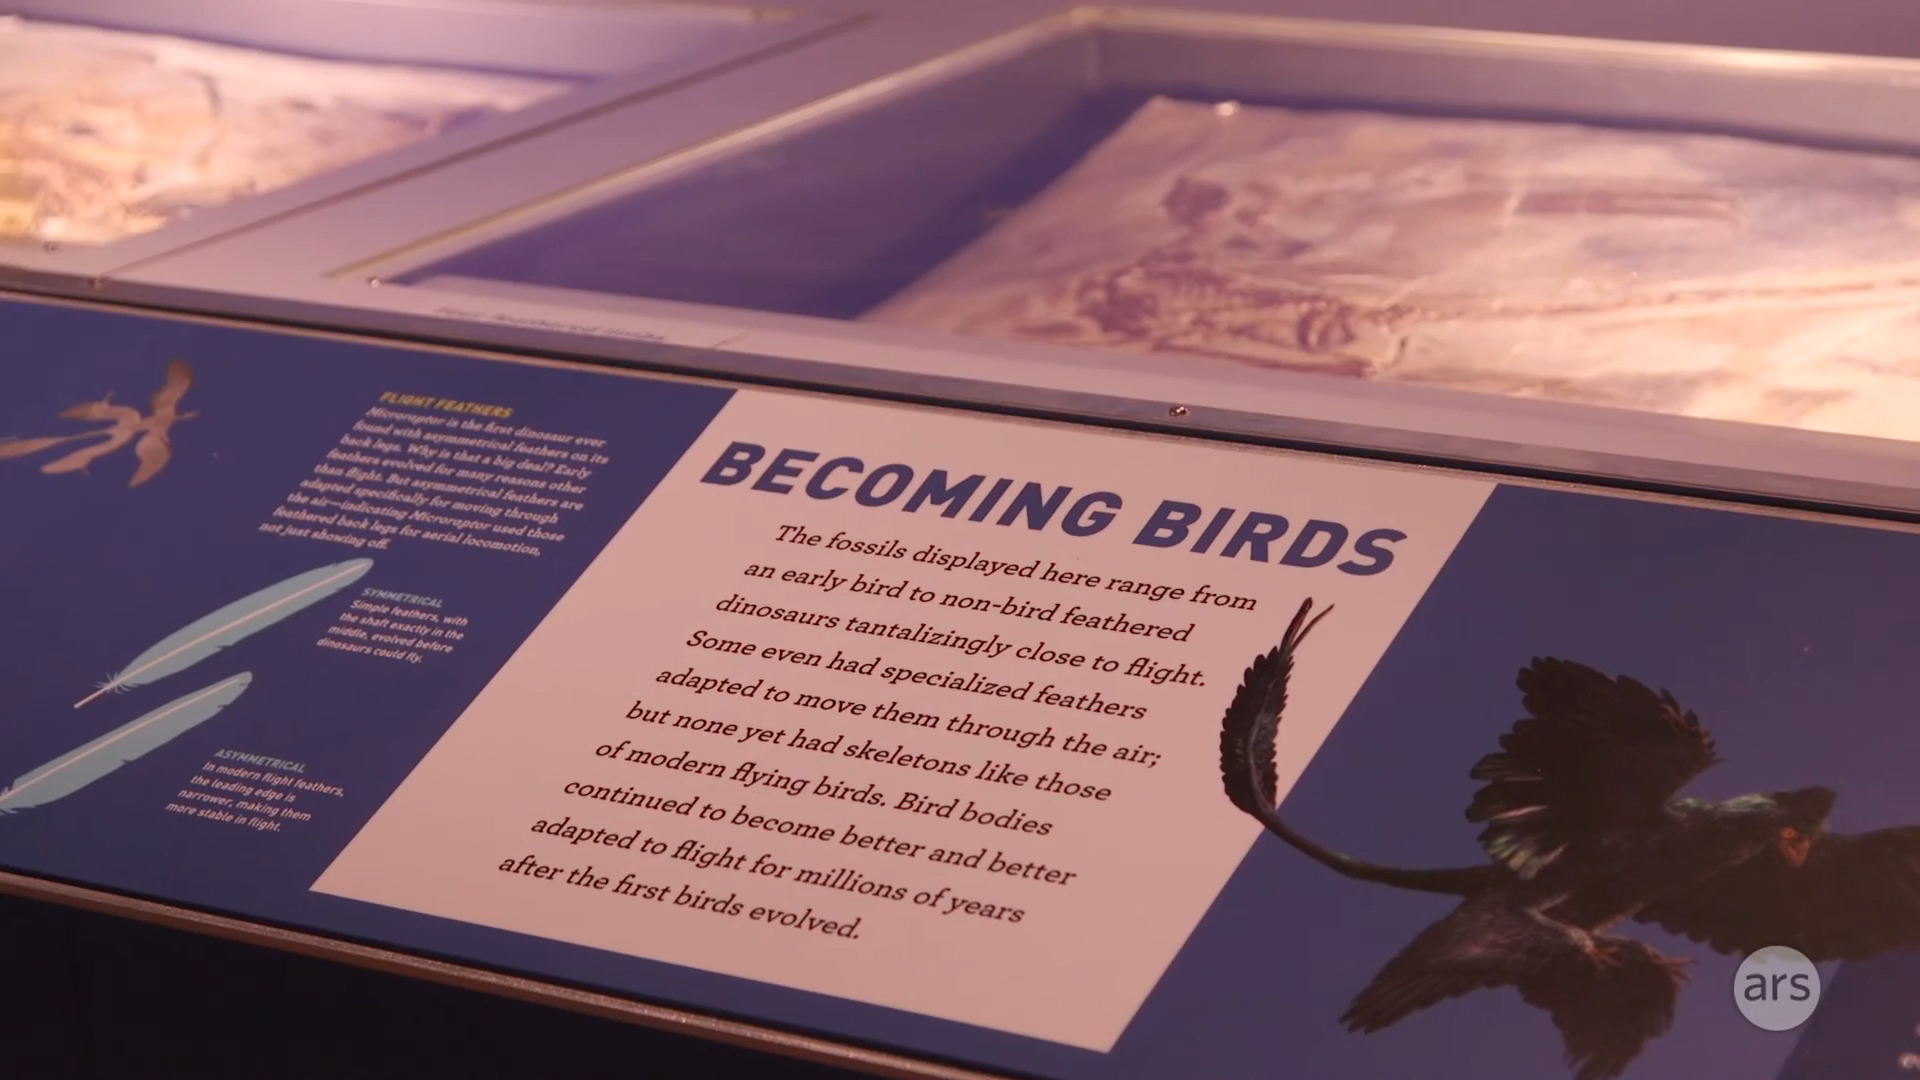 FLIGHT FEATHERS
Microraptor is the first dinosaur ever
found with asymmetrical feathers on its
back legs. Why is that a big deal? Early
feathers evolved for many reasons other
than flight. But asymmetrical feathers are
adapted specifically for moving through
the air—indicating Microraptor used those
feathered back legs for aerial locomotion,
not just showing off.
SYMMETRICAL
Simple feathers, with
the shaft exactly in the
middle, evolved before
dinosaurs could fly.
ASYMMETRICAL
In modern flight feathers,
the leading edge is
narrower, making them
more stable in flight.
BECOMING BIRDS
The fossils displayed here range from
an early bird to non-bird feathered
dinosaurs tantalizingly close to flight.
Some even had specialized feathers
adapted to move them through the air;
but none yet had skeletons like those
of modern flying birds. Bird bodies
continued to become better and better
adapted to flight for millions of years
after the first birds evolved.
ars